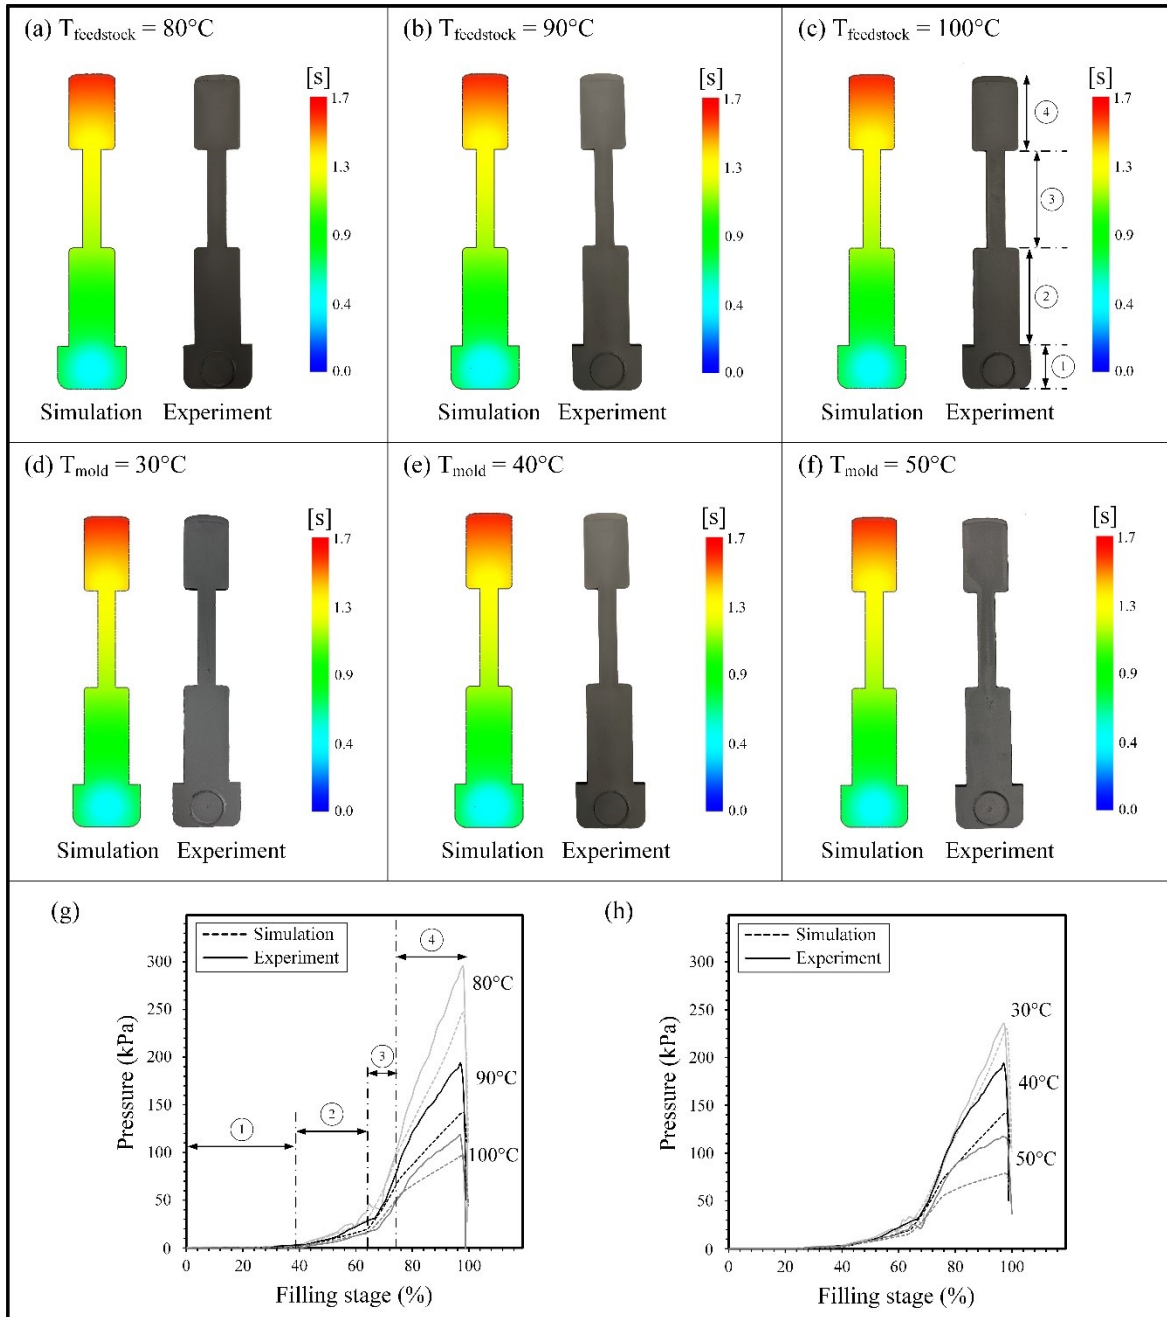 (a) T_feedstock = 80°C
(b) T_feedstock = 90°C
(c) T_feedstock = 100°C
[s]
1.7
1.3
0.9
0.4
0.0
Simulation Experiment
[s]
1.7
1.3
0.9
0.4
0.0
Simulation Experiment
[s]
1.7
1.3
0.9
0.4
0.0
④
③
②
①
Simulation Experiment
(d) T_mold = 30°C
(e) T_mold = 40°C
(f) T_mold = 50°C
[s]
1.7
1.3
0.9
0.4
0.0
Simulation Experiment
[s]
1.7
1.3
0.9
0.4
0.0
Simulation Experiment
[s]
1.7
1.3
0.9
0.4
0.0
Simulation Experiment
(g)
Simulation
Experiment
①
②
③
④
80°C
90°C
100°C
Pressure (kPa)
300
250
200
150
100
50
0
0 20 40 60 80 100
Filling stage (%)
(h)
Simulation
Experiment
30°C
40°C
50°C
Pressure (kPa)
300
250
200
150
100
50
0
0 20 40 60 80 100
Filling stage (%)